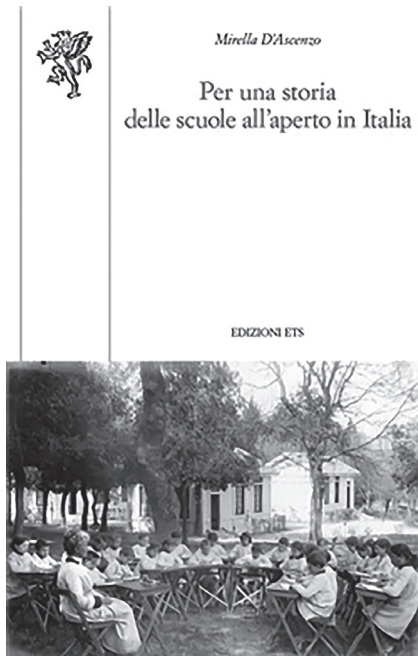 Mirella D'Ascenzo
Per una storia
delle scuole all'aperto in Italia
EDIZIONI ETS